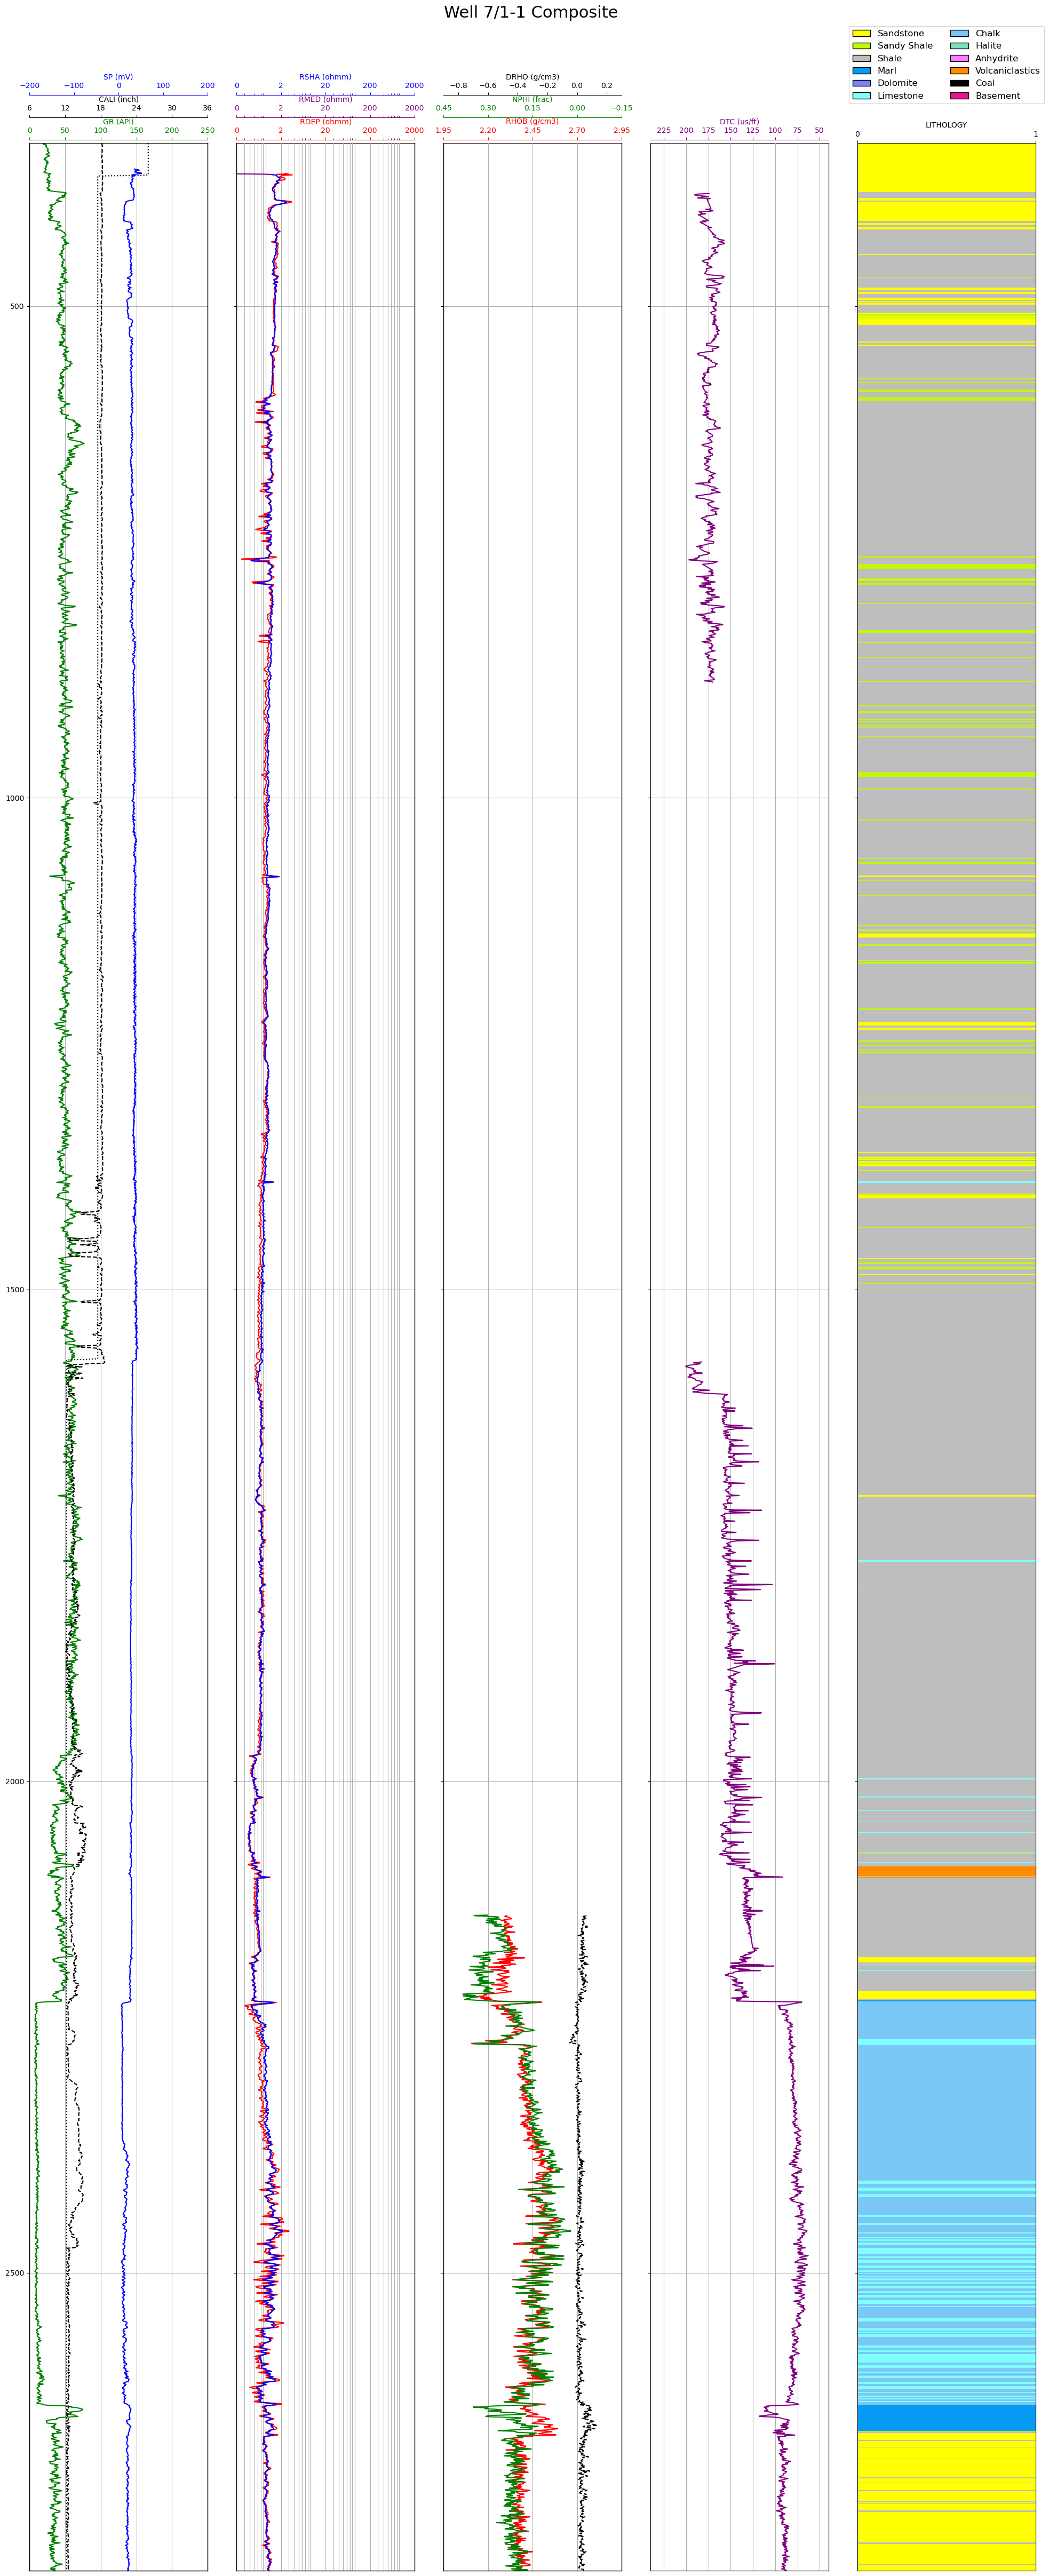 Well 7/1-1 Composite
Sandstone Chalk
Sandy Shale Halite
Shale Anhydrite
Marl Volcaniclastics
Dolomite Coal
Limestone Basement
SP (mV) RSHA (ohmm) DRHO (g/cm3)
−200 −100 0 100 200 0 2 20 200 2000 −0.8 −0.6 −0.4 −0.2 0.0 0.2
CALI (inch) RMED (ohmm) NPHI (frac)
6 12 18 24 30 36 0 2 20 200 2000 0.45 0.30 0.15 0.00 −0.15
GR (API) RDEP (ohmm) RHOB (g/cm3) DTC (us/ft) LITHOLOGY
0 50 100 150 200 250 0 2 20 200 2000 1.95 2.20 2.45 2.70 2.95 225 200 175 150 125 100 75 50 0 1
500
1000
1500
2000
2500